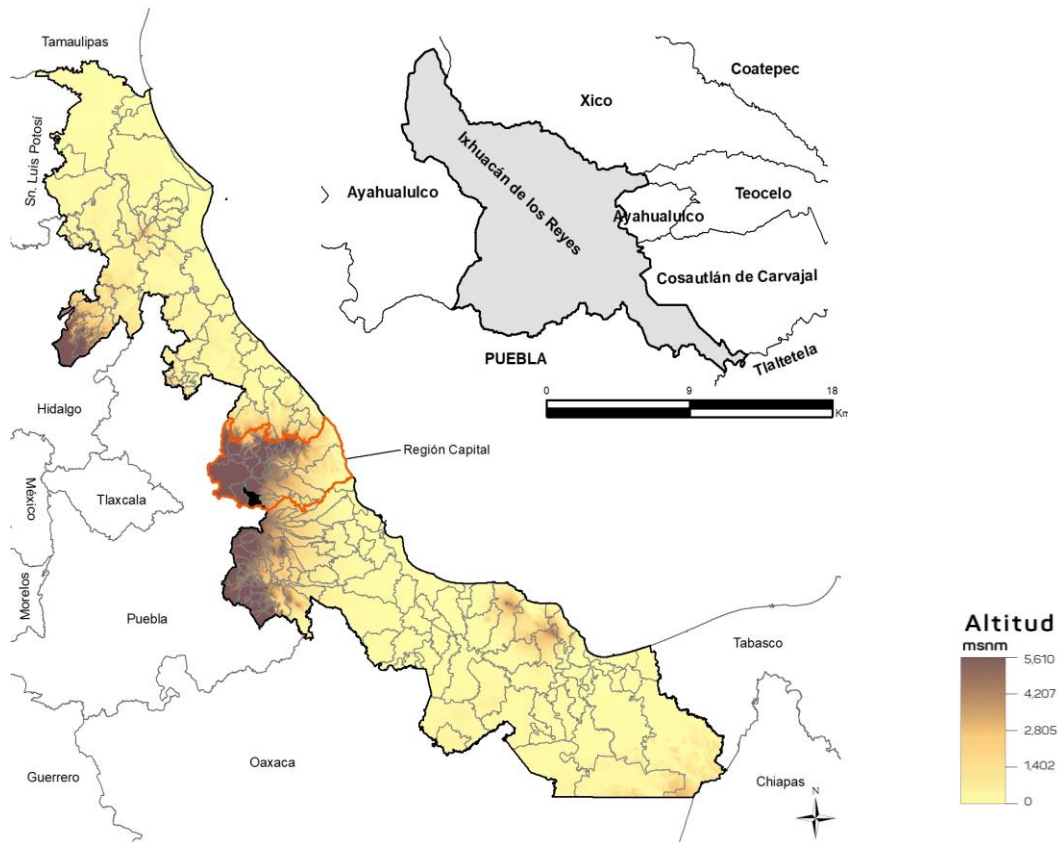 Tamaulipas
Sn. Luis Potosí
Coatepec
Xico
Ixhuacán de los Reyes
Ayahualulco
Teocelo
Ayahualulco
Cosautlán de Carvajal
PUEBLA
Tlaltetela
0 9 18
Km
Hidalgo
Región Capital
México
Tlaxcala
Morelos
Puebla
Tabasco
Oaxaca
Guerrero
Chiapas
N
Altitud
msnm
5,610
4,207
2,805
1402
0